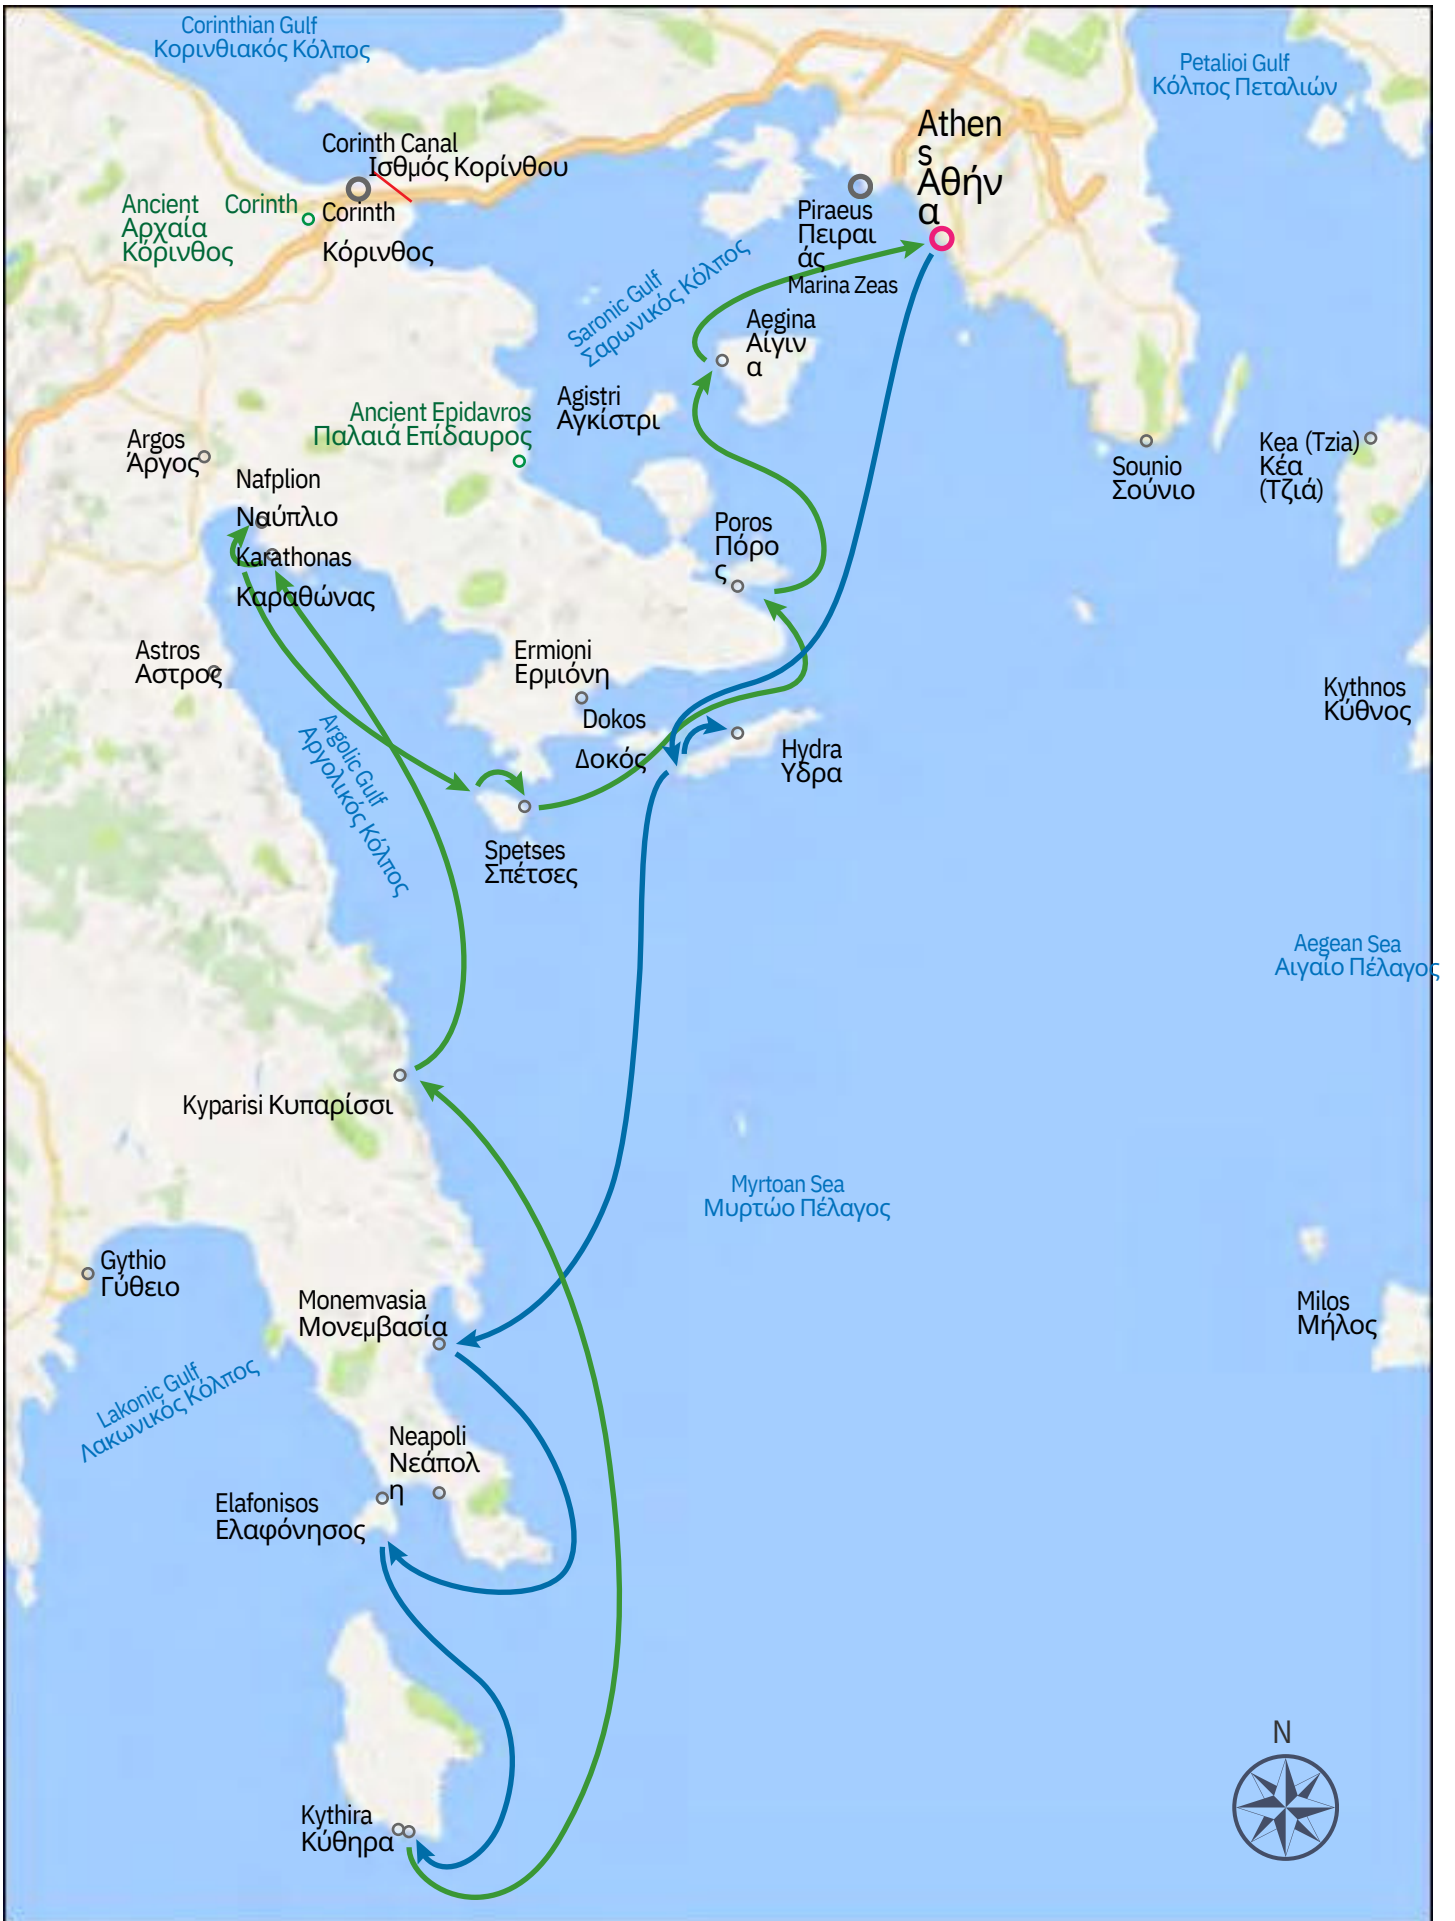 Corinthian Gulf
Κορινθιακός Κόλπος
Petalioi Gulf
Κόλπος Πεταλιών
Athen
s
Αθήν
α
Corinth Canal
Ισθμός Κορίνθου
Ancient Corinth
Αρχαία
Κόρινθος
Corinth
Κόρινθος
Piraeus
Πειραι
άς
Marina Zeas
Saronic Gulf
Σαρωνικός Κόλπος
Aegina
Αίγιν
α
Agistri
Αγκίστρι
Ancient Epidavros
Παλαιά Επίδαυρος
Argos
Άργος
Sounio
Σούνιο
Kea (Tzia)
Κέα
(Τζιά)
Nafplion
Ναύπλιο
Karathonas
Καραθώνας
Poros
Πόρο
ς
Astros
Αστρος
Ermioni
Ερμιόνη
Kythnos
Κύθνος
Dokos
Δοκός
Hydra
Υδρα
Argolic Gulf
Αργολικός Κόλπος
Spetses
Σπέτσες
Aegean Sea
Αιγαίο Πέλαγος
Kyparisi Κυπαρίσσι
Myrtoan Sea
Μυρτώο Πέλαγος
Gythio
Γύθειο
Monemvasia
Μονεμβασία
Milos
Μήλος
Lakonic Gulf
Λακωνικός Κόλπος
Neapoli
Νεάπολ
η
Elafonisos
Ελαφόνησος
N
Kythira
Κύθηρα